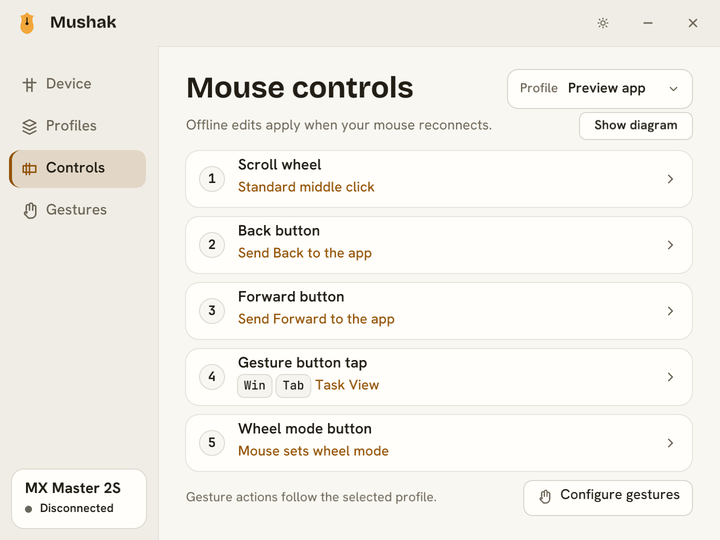 Mushak
Device
Profiles
Controls
Gestures
MX Master 2S
Disconnected
Mouse controls
Profile Preview app
Offline edits apply when your mouse reconnects.
Show diagram
1
Scroll wheel
Standard middle click
2
Back button
Send Back to the app
3
Forward button
Send Forward to the app
4
Gesture button tap
Win Tab Task View
5
Wheel mode button
Mouse sets wheel mode
Gesture actions follow the selected profile.
Configure gestures